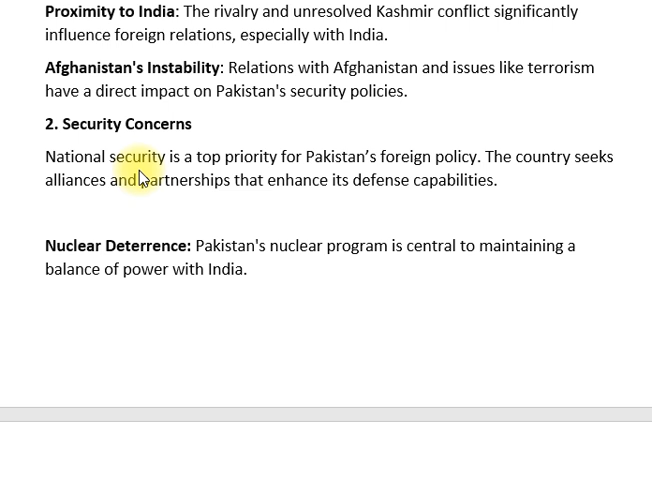 Proximity to India: The rivalry and unresolved Kashmir conflict significantly
influence foreign relations, especially with India.
Afghanistan's Instability: Relations with Afghanistan and issues like terrorism
have a direct impact on Pakistan's security policies.
2. Security Concerns
National security is a top priority for Pakistan’s foreign policy. The country seeks
alliances and partnerships that enhance its defense capabilities.
Nuclear Deterrence: Pakistan's nuclear program is central to maintaining a
balance of power with India.